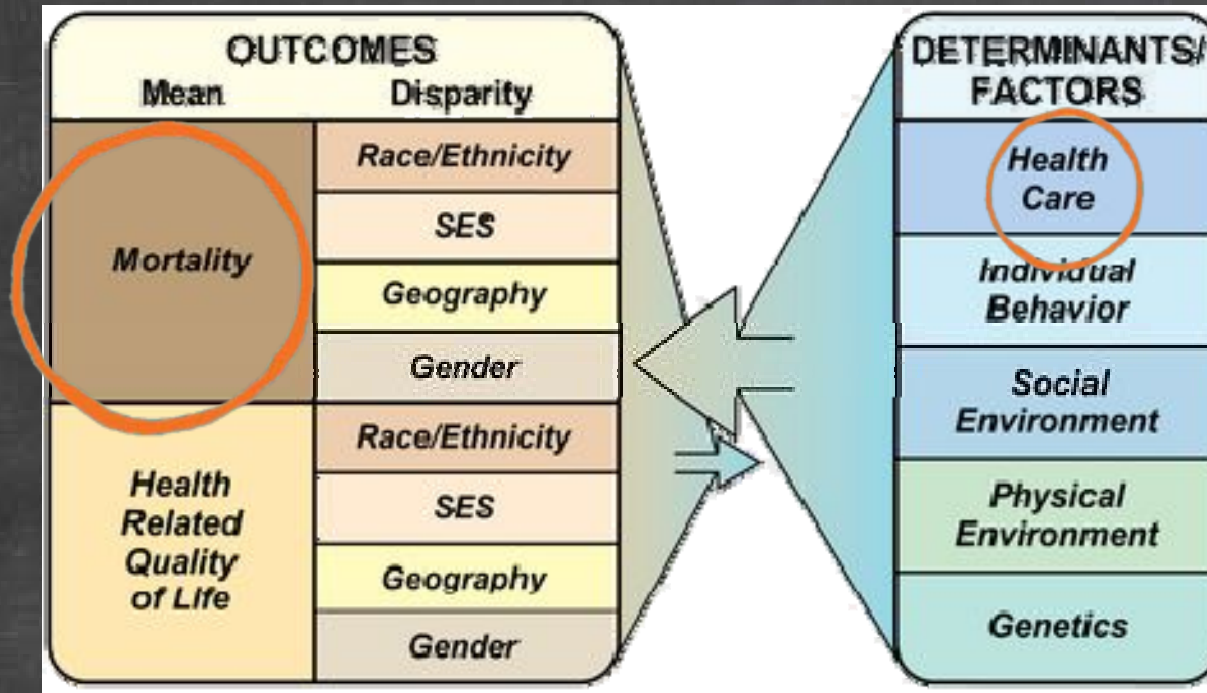 OUTCOMES
Mean Disparity
Mortality
Race/Ethnicity
SES
Geography
Gender
Health
Related
Quality
of Life
Race/Ethnicity
SES
Geography
Gender
DETERMINANTS/
FACTORS
Health
Care
Individual
Behavior
Social
Environment
Physical
Environment
Genetics